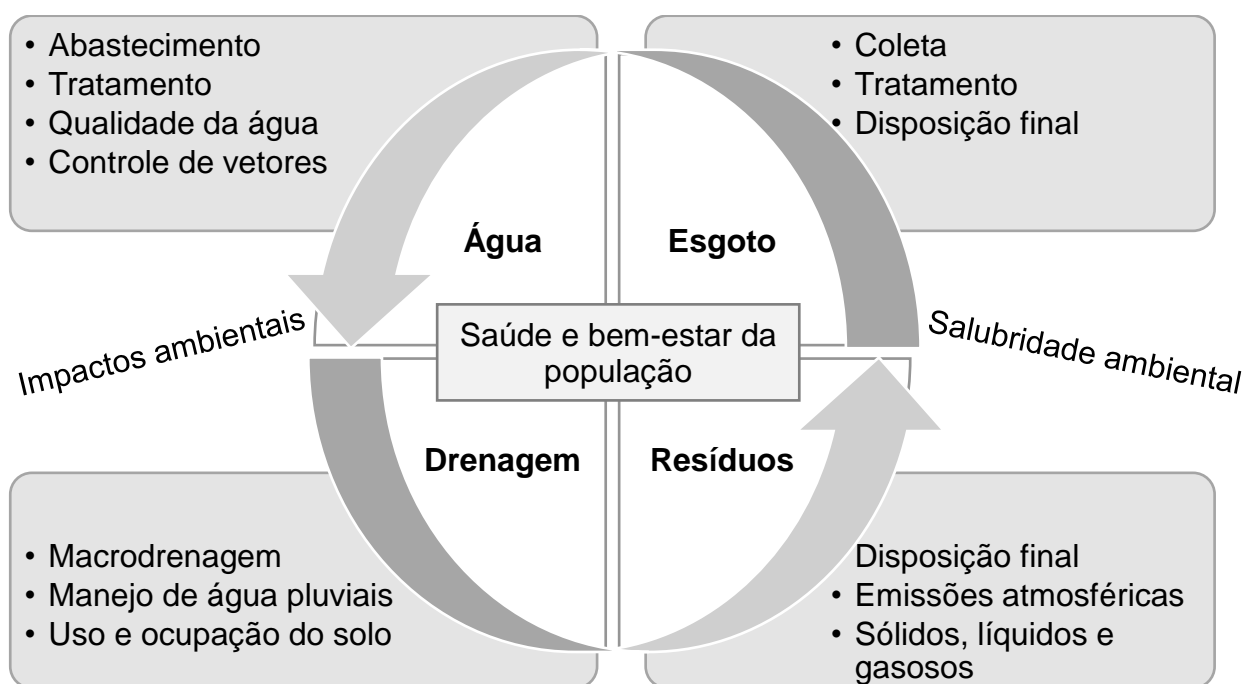 • Abastecimento
• Tratamento
• Qualidade da água
• Controle de vetores
• Coleta
• Tratamento
• Disposição final
Água
Esgoto
Impactos ambientais
Saúde e bem-estar da
população
Salubridade ambiental
Drenagem
Resíduos
• Macrodrenagem
• Manejo de água pluviais
• Uso e ocupação do solo
Disposição final
• Emissões atmosféricas
• Sólidos, líquidos e
gasosos